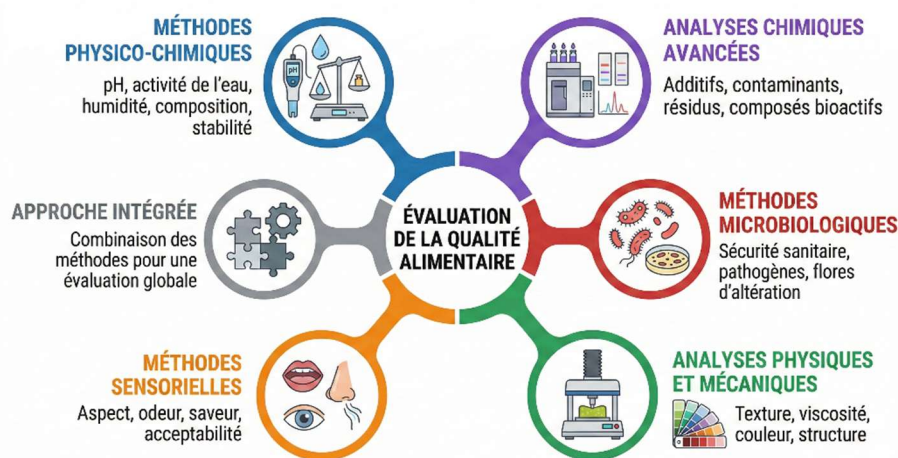 MÉTHODES
PHYSICO-CHIMIQUES
pH, activité de l'eau,
humidité, composition,
stabilité
pH
ANALYSES CHIMIQUES
AVANCÉES
Additifs, contaminants,
résidus, composés bioactifs
APPROCHE INTÉGRÉE
Combinaison des
méthodes pour une
évaluation globale
ÉVALUATION
DE LA QUALITÉ
ALIMENTAIRE
MÉTHODES
MICROBIOLOGIQUES
Sécurité sanitaire,
pathogènes, flores
d'altération
MÉTHODES
SENSORIELLES
Aspect, odeur, saveur,
acceptabilité
ANALYSES PHYSIQUES
ET MÉCANIQUES
Texture, viscosité,
couleur, structure